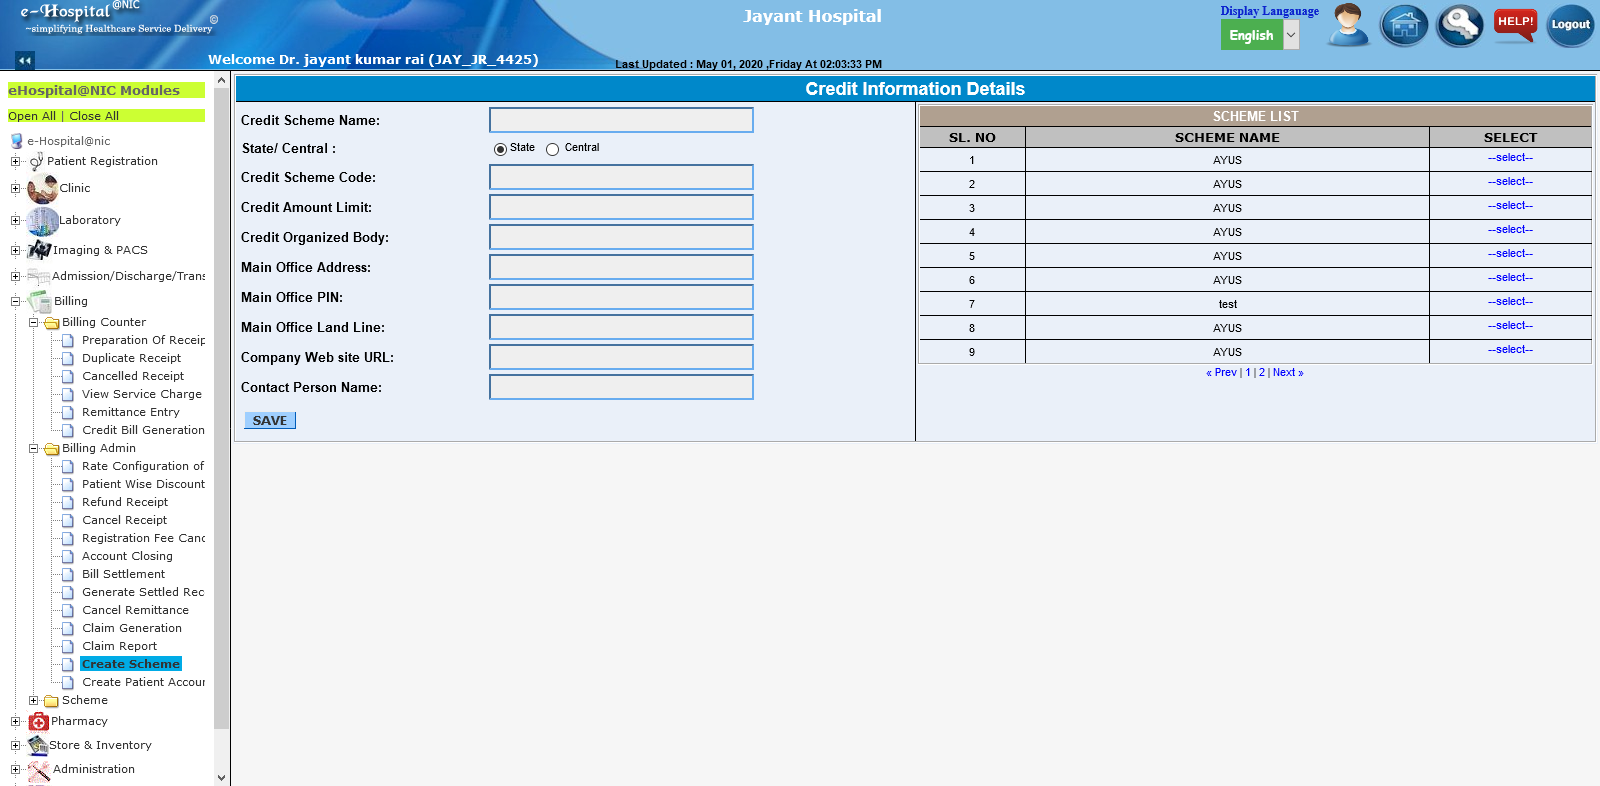 e-Hospital @NIC ©
~simplifying Healthcare Service Delivery
Jayant Hospital
Display Langauage
English
HELP!
Logout
Welcome Dr. jayant kumar rai (JAY_JR_4425)
Last Updated : May 01, 2020 ,Friday At 02:03:33 PM
eHospital@NIC Modules
Open All | Close All
e-Hospital@nic
Patient Registration
Clinic
Laboratory
Imaging & PACS
Admission/Discharge/Trans
Billing
Billing Counter
Preparation Of Receip
Duplicate Receipt
Cancelled Receipt
View Service Charge
Remittance Entry
Credit Bill Generation
Billing Admin
Rate Configuration of
Patient Wise Discount
Refund Receipt
Cancel Receipt
Registration Fee Canc
Account Closing
Bill Settlement
Generate Settled Rec
Cancel Remittance
Claim Generation
Claim Report
Create Scheme
Create Patient Accour
Scheme
Pharmacy
Store & Inventory
Administration
Credit Information Details
Credit Scheme Name:
State/ Central : State Central
Credit Scheme Code:
Credit Amount Limit:
Credit Organized Body:
Main Office Address:
Main Office PIN:
Main Office Land Line:
Company Web site URL:
Contact Person Name:
SAVE
SCHEME LIST
SL. NO SCHEME NAME SELECT
1 AYUS --select--
2 AYUS --select--
3 AYUS --select--
4 AYUS --select--
5 AYUS --select--
6 AYUS --select--
7 test --select--
8 AYUS --select--
9 AYUS --select--
« Prev | 1 | 2 | Next »